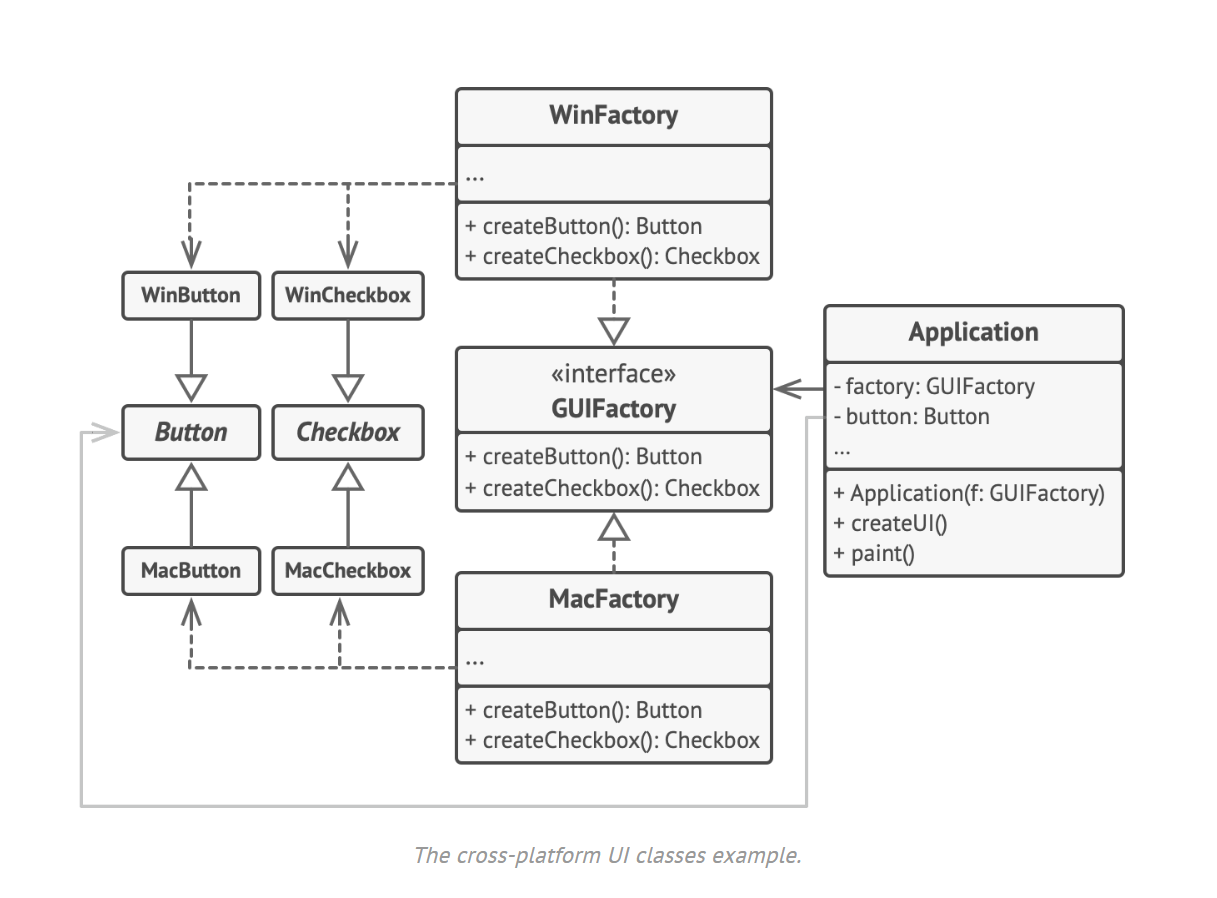 WinFactory
...
+ createButton(): Button
+ createCheckbox(): Checkbox
WinButton
WinCheckbox
Button
Checkbox
MacButton
MacCheckbox
«interface»
GUIFactory
+ createButton(): Button
+ createCheckbox(): Checkbox
MacFactory
...
+ createButton(): Button
+ createCheckbox(): Checkbox
Application
- factory: GUIFactory
- button: Button
...
+ Application(f: GUIFactory)
+ createUI()
+ paint()
The cross-platform UI classes example.